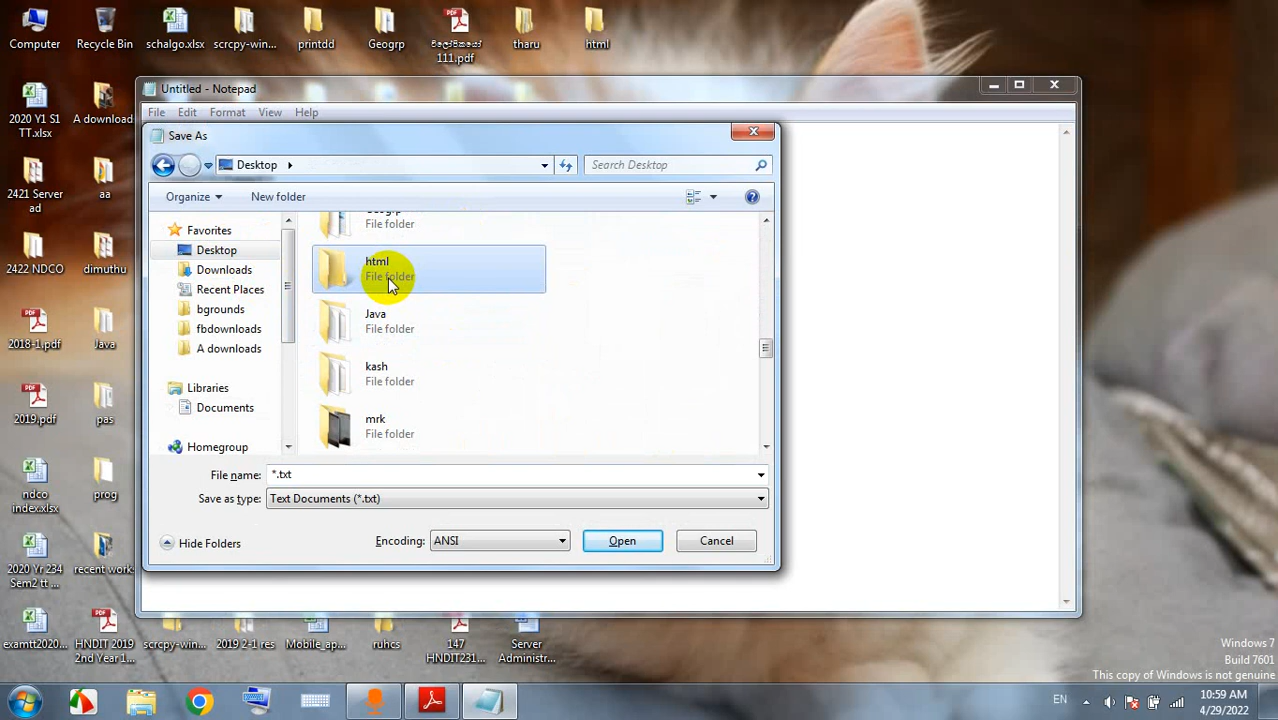 Computer
Recycle Bin
schalgo.xlsx
scrcpy-win...
printdd
Geogrp
111.pdf
tharu
html
2020 Y1 S1
TT.xlsx
A download
2421 Server
ad
aa
2422 NDCO
dimuthu
2018-1.pdf
Java
2019.pdf
pas
ndco
index.xlsx
prog
2020 Yr 234
Sem2 tt ...
recent work
examtt2020...
HNDIT 2019
2nd Year 1...
scrcpy-win...
2019 2-1 res
Mobile_ap...
ruhcs
147
HNDIT231...
Server
Administr...
Untitled - Notepad
File Edit Format View Help
Save As
Desktop
Search Desktop
Organize
New folder
Favorites
Desktop
Downloads
Recent Places
bgrounds
fbdownloads
A downloads
Libraries
Documents
Homegroup
Geogrp
File folder
html
File folder
Java
File folder
kash
File folder
mrk
File folder
File name: *.txt
Save as type: Text Documents (*.txt)
Hide Folders
Encoding: ANSI
Open
Cancel
Windows 7
Build 7601
This copy of Windows is not genuine
EN
10:59 AM
4/29/2022